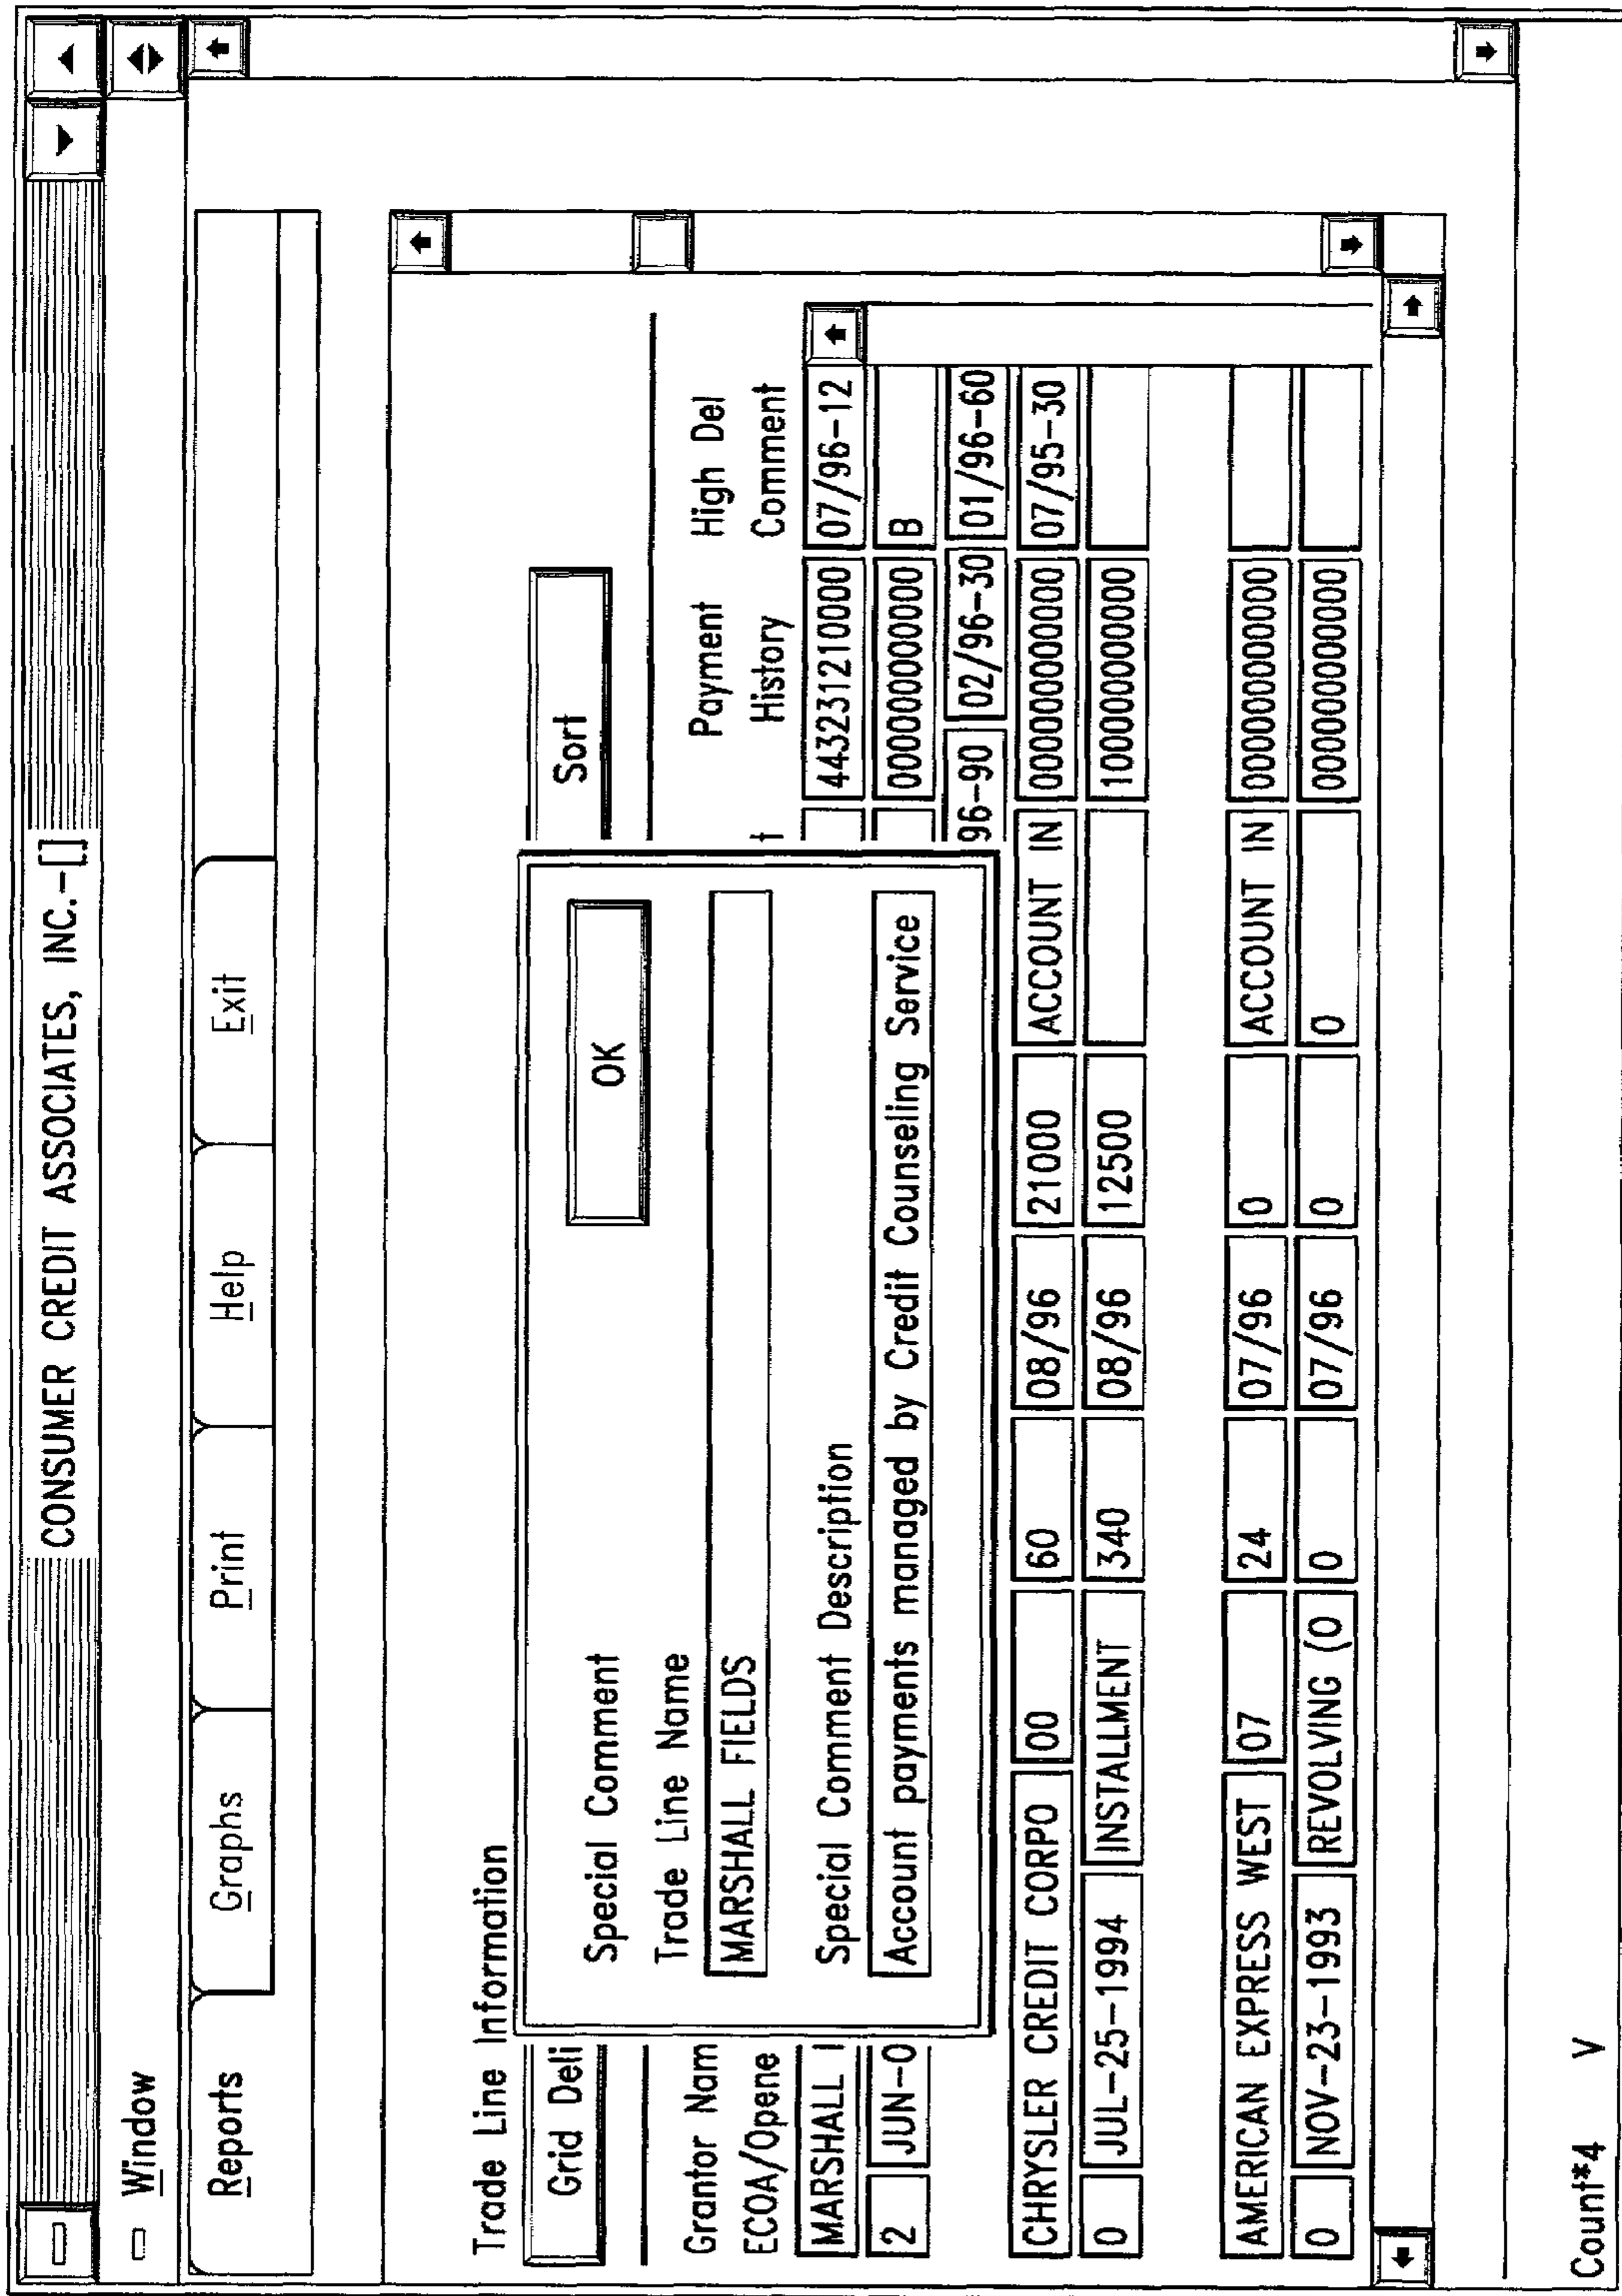 CONSUMER CREDIT ASSOCIATES, INC.-[]
Window
Reports Graphs Print Help Exit
Trade Line Information
Grid Deli Sort
Special Comment OK
Trade Line Name
MARSHALL FIELDS
Special Comment Description
Account payments managed by Credit Counseling Service
Grantor Nam Payment High Del
ECOA/Opene t History Comment
MARSHALL 443231210000 07/96-12
2 JUN-0 000000000000 B
96-90 02/96-30 01/96-60
CHRYSLER CREDIT CORPO 00 60 08/96 21000 ACCOUNT IN 000000000000 07/95-30
0 JUL-25-1994 INSTALLMENT 340 08/96 12500 100000000000
AMERICAN EXPRESS WEST 07 24 07/96 0 ACCOUNT IN 000000000000
0 NOV-23-1993 REVOLVING (O 0 07/96 0 0 000000000000
Count*4 V